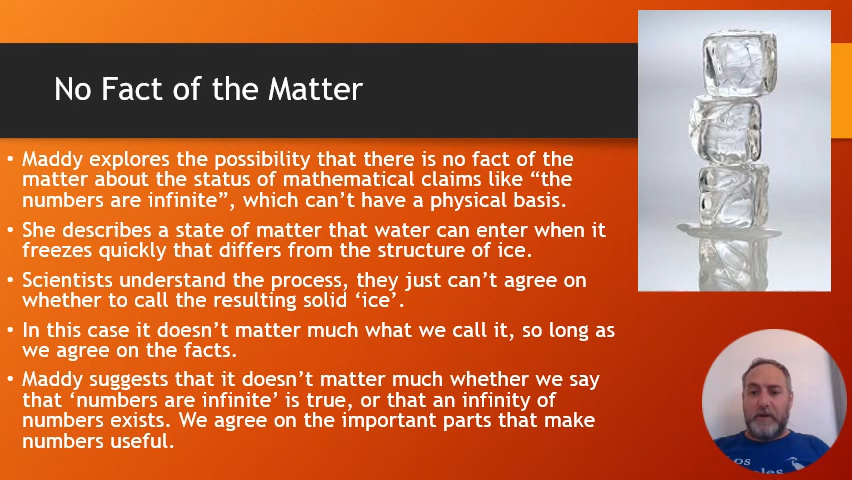 No Fact of the Matter
• Maddy explores the possibility that there is no fact of the
matter about the status of mathematical claims like “the
numbers are infinite”, which can’t have a physical basis.
• She describes a state of matter that water can enter when it
freezes quickly that differs from the structure of ice.
• Scientists understand the process, they just can’t agree on
whether to call the resulting solid ‘ice’.
• In this case it doesn’t matter much what we call it, so long as
we agree on the facts.
• Maddy suggests that it doesn’t matter much whether we say
that ‘numbers are infinite’ is true, or that an infinity of
numbers exists. We agree on the important parts that make
numbers useful.